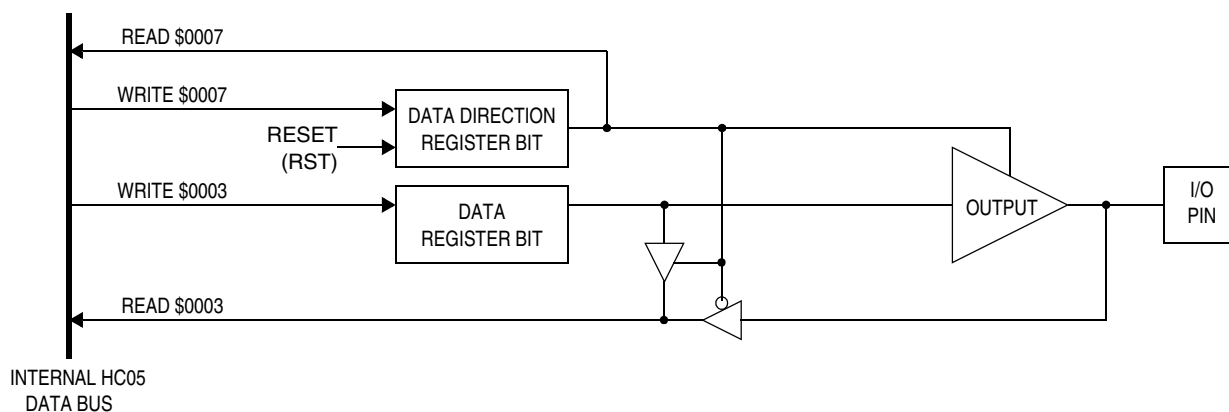 READ $0007
WRITE $0007
RESET
(RST)
DATA DIRECTION
REGISTER BIT
WRITE $0003
DATA
REGISTER BIT
OUTPUT
I/O
PIN
READ $0003
INTERNAL HC05
DATA BUS